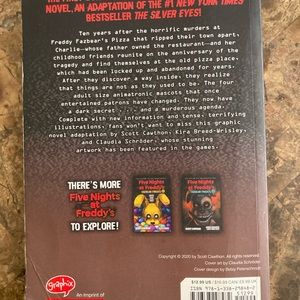 NOVEL, AN ADAPTATION OF THE #1 NEW YORK TIMES
BESTSELLER THE SILVER EYES!
Ten years after the horrific murders at
Freddy Fazbear's Pizza that ripped their town apart,
Charlie—whose father owned the restaurant—and her
childhood friends reunite on the anniversary of the
tragedy and find themselves at the old pizza place
which had been locked up and abandoned for years.
After they discover a way inside, they realize
that things are not as they used to be. The four
adult size animatronic mascots that once
entertained patrons have changed. They now have
a dark secret . . . and a murderous agenda.
Complete with new information and tense, terrifying
illustrations, fans won't want to miss this graphic
novel adaptation by Scott Cawthon, Kira Breed-Wrisley,
and Claudia Schröder, whose stunning
artwork has been featured in the games.
THERE'S MORE
Five Nights
at Freddy's
TO EXPLORE!
Five Nights
at Freddy's
Five Nights
at Freddy's
Copyright © 2020 by Scott Cawthon.
Cover art by Claudia Schröder
Cover design by Betsy Peterschmidt
graphix
An Imprint of
$12.99 US